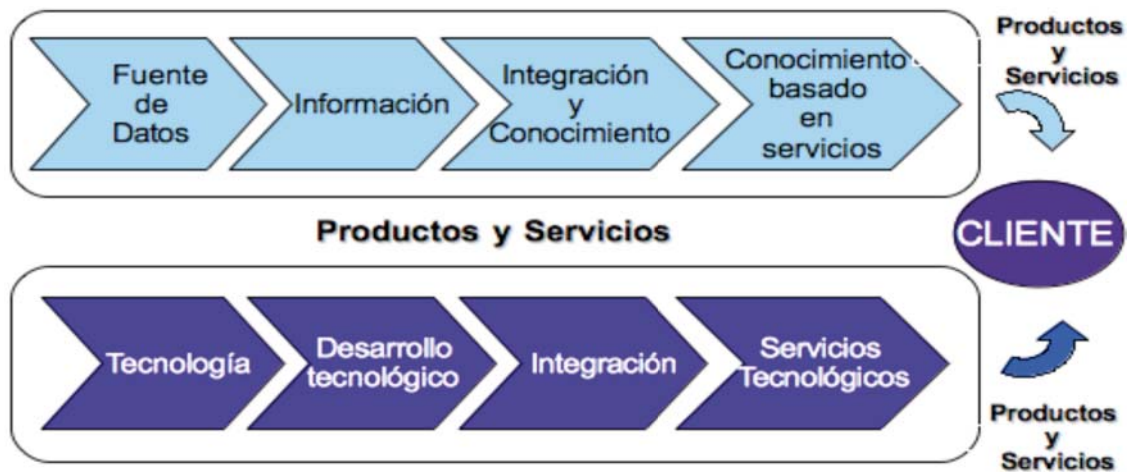 Fuente
de
Datos
Información
Integración
y
Conocimiento
Conocimiento
basado
en
servicios
Productos
y
Servicios
CLIENTE
Productos y Servicios
Tecnología
Desarrollo
tecnológico
Integración
Servicios
Tecnológicos
Productos
y
Servicios